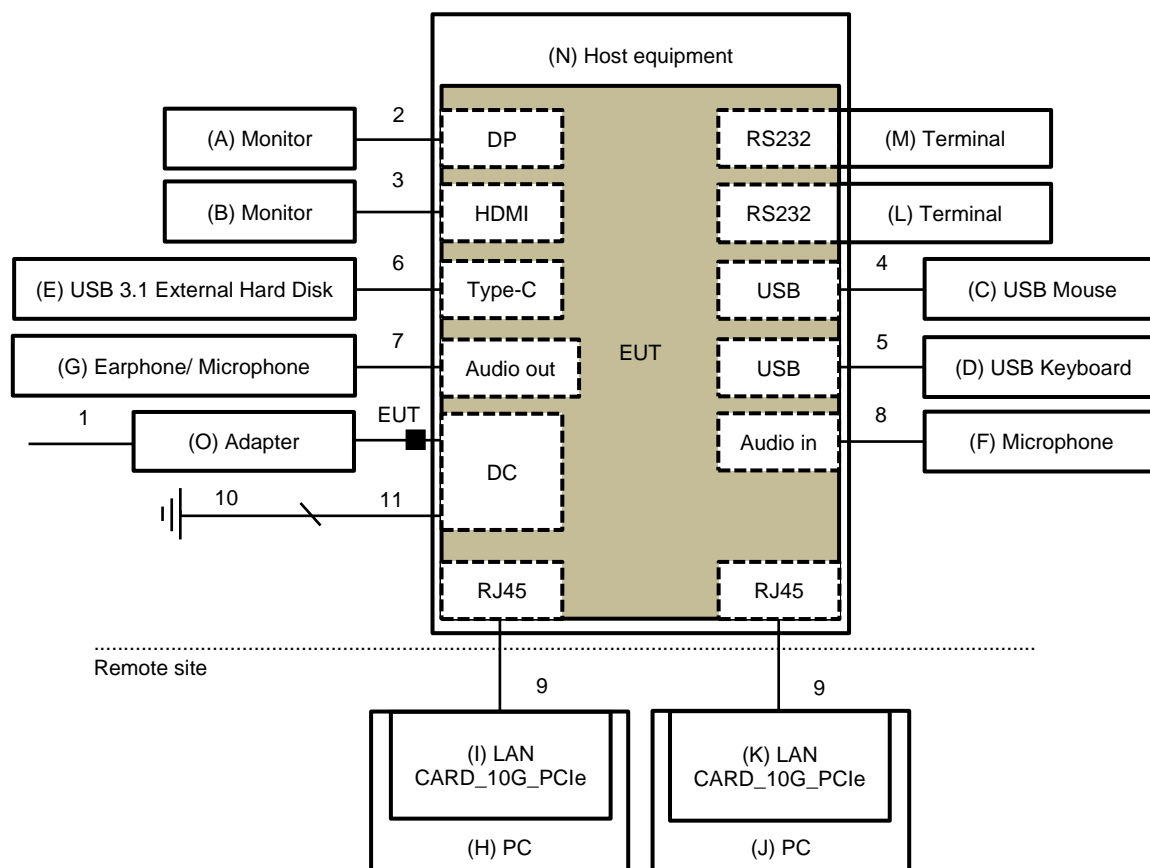 (N) Host equipment
2
(A) Monitor
DP
RS232
(M) Terminal
3
(B) Monitor
HDMI
RS232
(L) Terminal
6
4
(E) USB 3.1 External Hard Disk
Type-C
USB
(C) USB Mouse
7
EUT
5
(G) Earphone/ Microphone
Audio out
USB
(D) USB Keyboard
1
EUT
8
(O) Adapter
Audio in
(F) Microphone
DC
10
11
RJ45
RJ45
Remote site
9
9
(I) LAN
CARD_10G_PCIe
(K) LAN
CARD_10G_PCIe
(H) PC
(J) PC